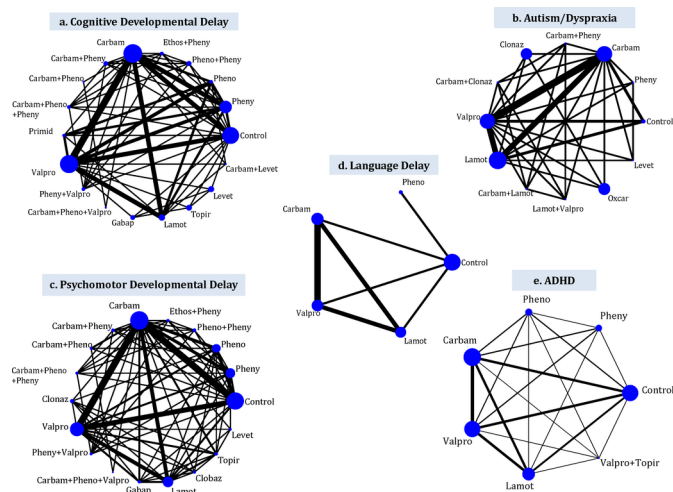 a. Cognitive Developmental Delay
Carbam
Ethos+Pheny
Carbam+Pheny
Pheno+Pheny
Carbam+Pheno
Pheno
Carbam+Pheno
+Pheny
Pheny
Primid
Control
Valpro
Carbam+Levet
Pheny+Valpro
Levet
Carbam+Pheno+Valpro
Topir
Gabap
Lamot
b. Autism/Dyspraxia
Carbam+Pheny
Clonaz
Carbam
Carbam+Clonaz
Pheny
Valpro
Control
Lamot
Levet
Carbam+Lamot
Oxcar
Lamot+Valpro
d. Language Delay
Pheno
Carbam
Control
Valpro
Lamot
c. Psychomotor Developmental Delay
Carbam
Ethos+Pheny
Carbam+Pheny
Pheno+Pheny
Carbam+Pheno
Pheno
Carbam+Pheno
+Pheny
Pheny
Clonaz
Control
Valpro
Levet
Pheny+Valpro
Topir
Carbam+Pheno+Valpro
Clobaz
Gabap
Lamot
e. ADHD
Pheno
Pheny
Carbam
Control
Valpro
Valpro+Topir
Lamot